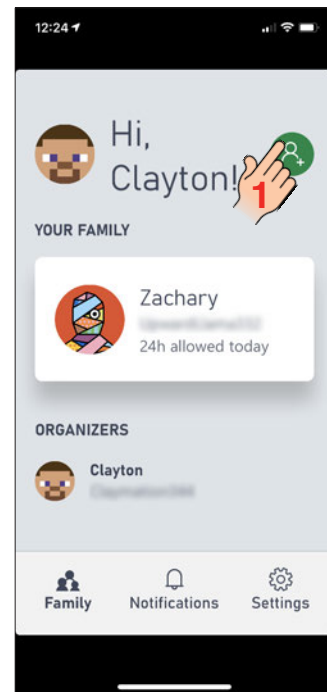 12:24
Hi,
Clayton!
1
YOUR FAMILY
Zachary
24h allowed today
ORGANIZERS
Clayton
Family Notifications Settings